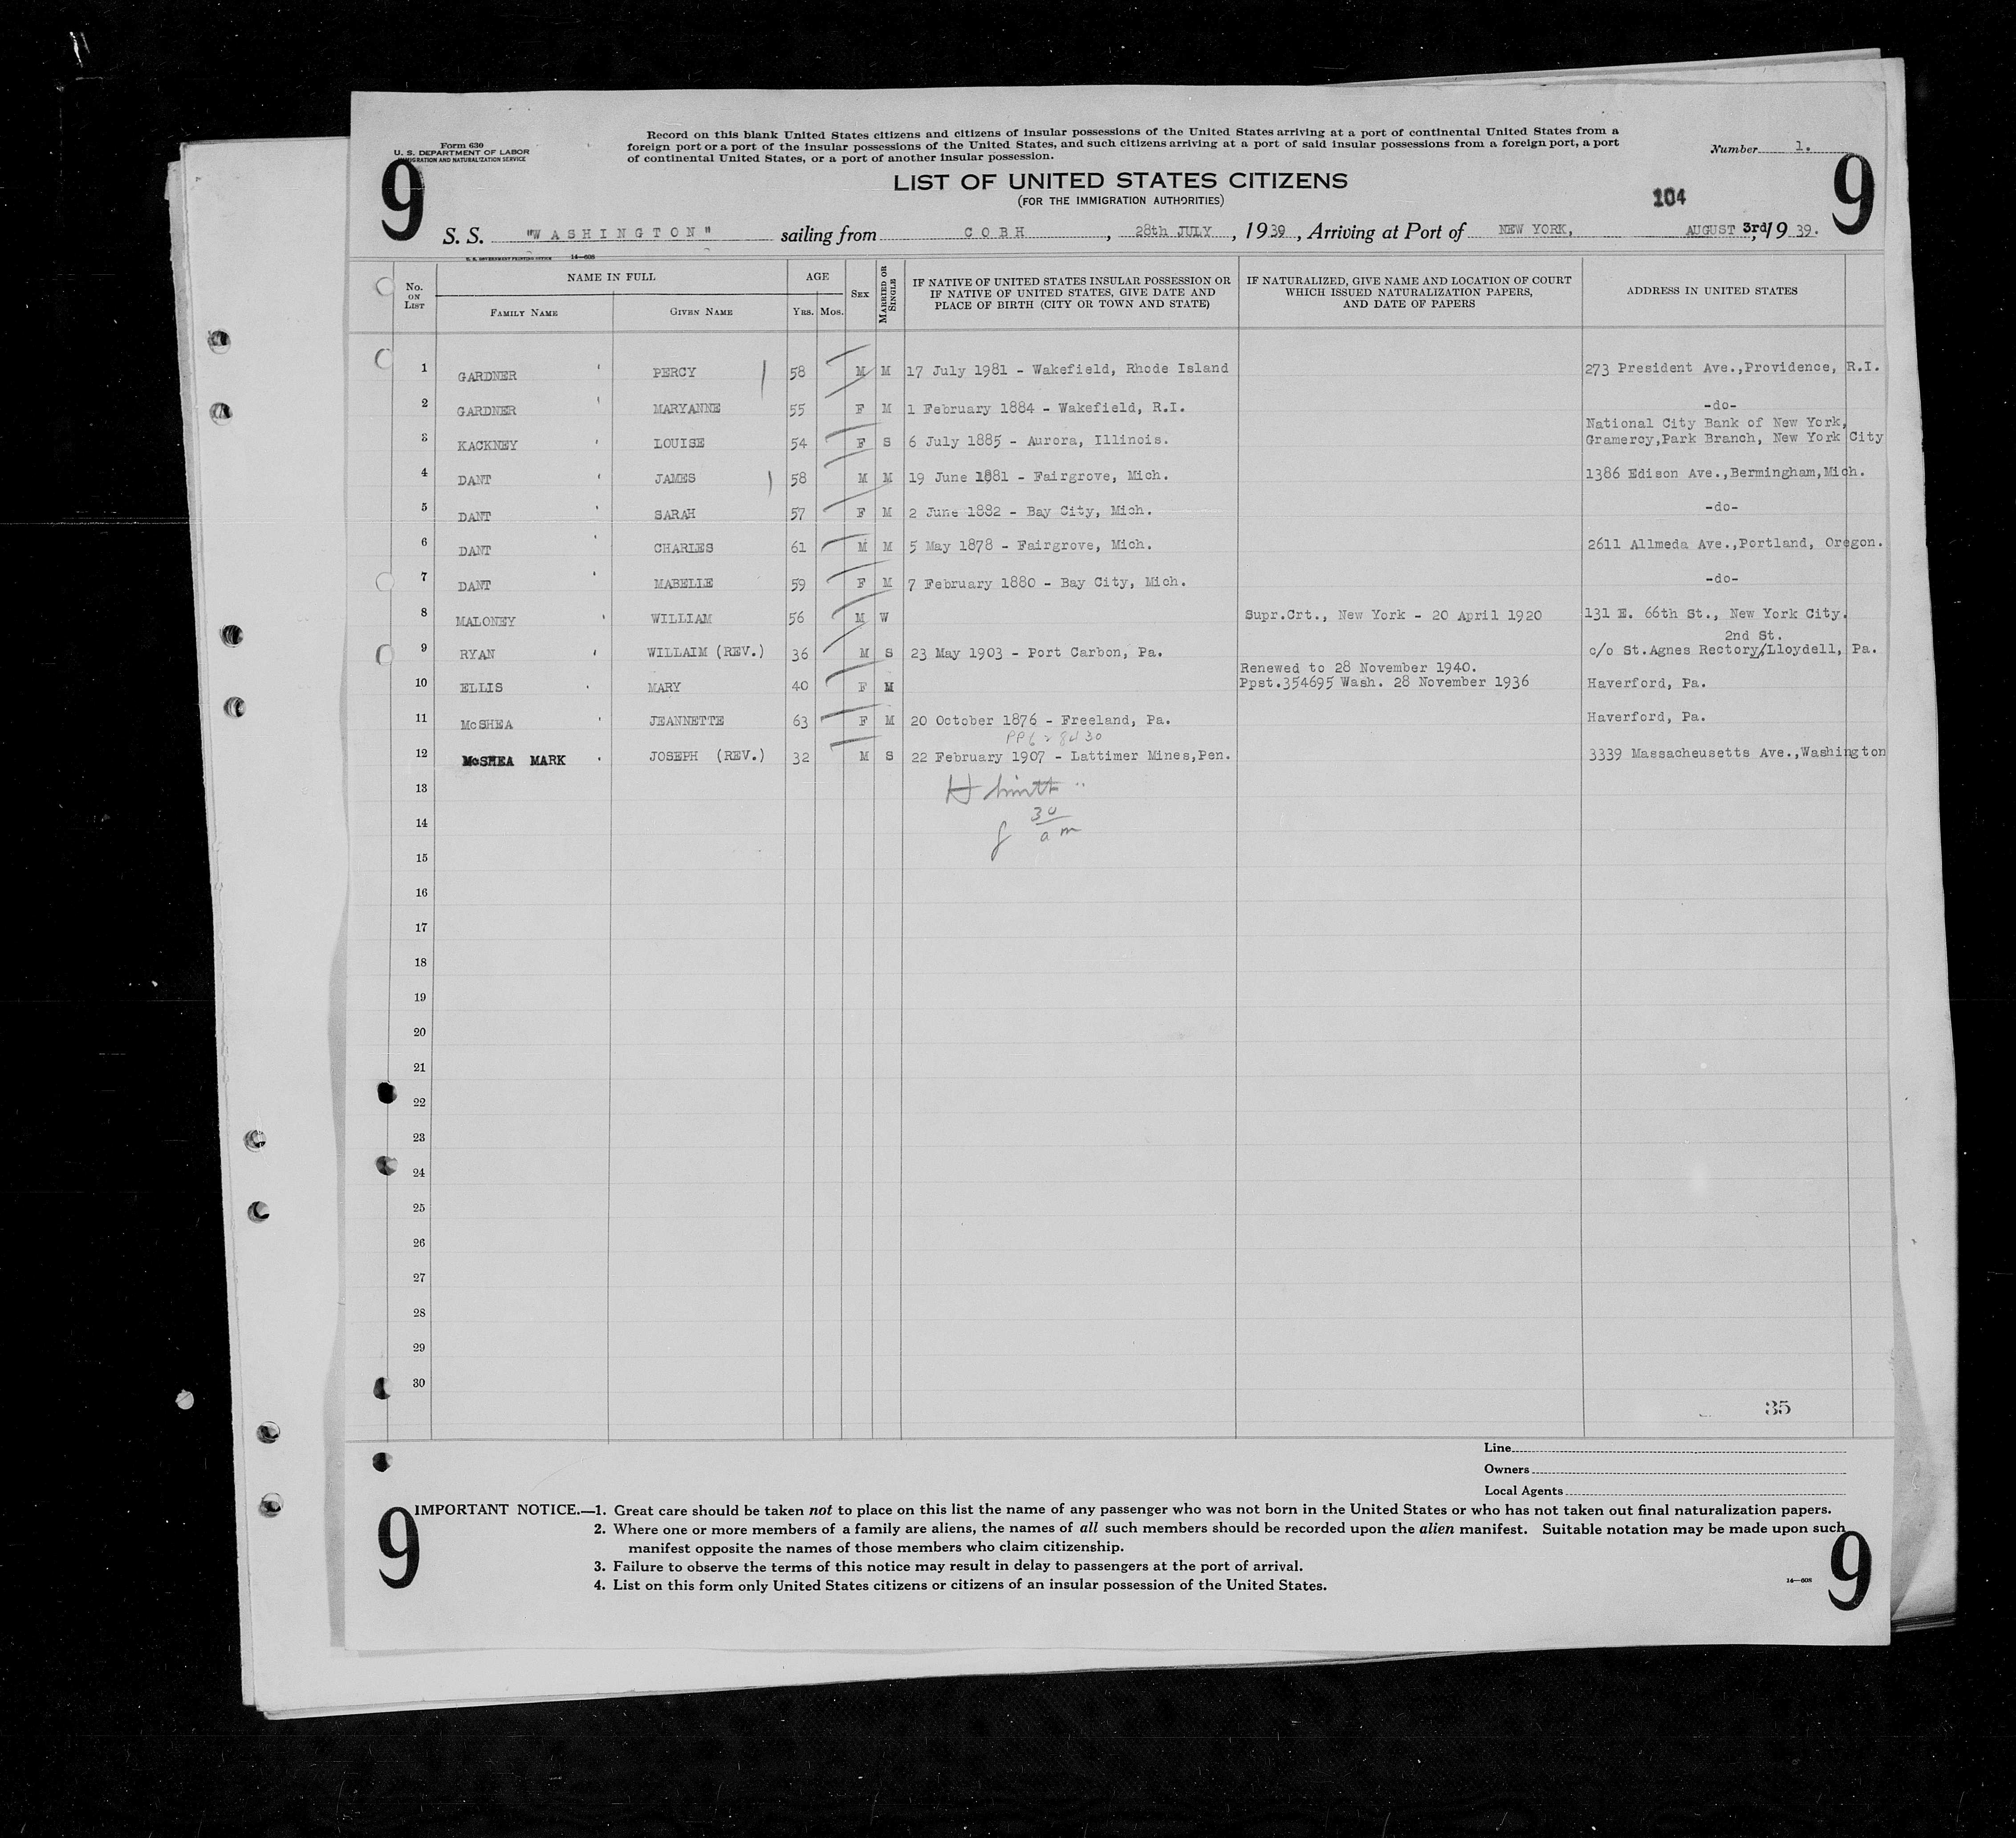 Form 630
U. S. DEPARTMENT OF LABOR
IMMIGRATION AND NATURALIZATION SERVICE
Record on this blank United States citizens and citizens of insular possessions of the United States arriving at a port of continental United States from a
foreign port or a port of the insular possessions of the United States, and such citizens arriving at a port of said insular possessions from a foreign port, a port
of continental United States, or a port of another insular possession.
Number 1.
9 9
LIST OF UNITED STATES CITIZENS
(FOR THE IMMIGRATION AUTHORITIES)
104
S. S. "WASHINGTON" sailing from COBH, 28th JULY, 1939, Arriving at Port of NEW YORK, AUGUST 3rd, 1939.
U. S. GOVERNMENT PRINTING OFFICE 14—608
No. ON LIST NAME IN FULL AGE SEX MARRIED OR SINGLE IF NATIVE OF UNITED STATES INSULAR POSSESSION OR IF NATIVE OF UNITED STATES, GIVE DATE AND PLACE OF BIRTH (CITY OR TOWN AND STATE) IF NATURALIZED, GIVE NAME AND LOCATION OF COURT WHICH ISSUED NATURALIZATION PAPERS, AND DATE OF PAPERS ADDRESS IN UNITED STATES
FAMILY NAME GIVEN NAME YRS. MOS.
1 GARDNER PERCY 58 M M 17 July 1981 - Wakefield, Rhode Island 273 President Ave.,Providence, R.I.
2 GARDNER MARYANNE 55 F M 1 February 1884 - Wakefield, R.I. -do-
National City Bank of New York,
3 KACKNEY LOUISE 54 F S 6 July 1885 - Aurora, Illinois. Gramercy,Park Branch, New York City
4 DANT JAMES 58 M M 19 June 1881 - Fairgrove, Mich. 1386 Edison Ave.,Bermingham,Mich.
5 DANT SARAH 57 F M 2 June 1882 - Bay City, Mich. -do-
6 DANT CHARLES 61 M M 5 May 1878 - Fairgrove, Mich. 2611 Allmeda Ave.,Portland, Oregon.
7 DANT MABELLE 59 F M 7 February 1880 - Bay City, Mich. -do-
8 MALONEY WILLIAM 56 M W Supr.Crt., New York - 20 April 1920 131 E. 66th St., New York City.
2nd St.
9 RYAN WILLAIM (REV.) 36 M S 23 May 1903 - Port Carbon, Pa. c/o St.Agnes Rectory/Lloydell, Pa.
Renewed to 28 November 1940.
10 ELLIS MARY 40 F M Ppst.354695 Wash. 28 November 1936 Haverford, Pa.
11 McSHEA JEANNETTE 63 F M 20 October 1876 - Freeland, Pa. Haverford, Pa.
12 McSHEA MARK JOSEPH (REV.) 32 M S 22 February 1907 - Lattimer Mines,Pen. 3339 Massacheusetts Ave.,Washington
13
30
14 a m
15
16
17
18
19
20
21
22
23
24
25
26
27
28
29
30
35
Line
Owners
Local Agents
9 9
IMPORTANT NOTICE.—1. Great care should be taken not to place on this list the name of any passenger who was not born in the United States or who has not taken out final naturalization papers.
2. Where one or more members of a family are aliens, the names of all such members should be recorded upon the alien manifest. Suitable notation may be made upon such
manifest opposite the names of those members who claim citizenship.
3. Failure to observe the terms of this notice may result in delay to passengers at the port of arrival.
4. List on this form only United States citizens or citizens of an insular possession of the United States.
14—608